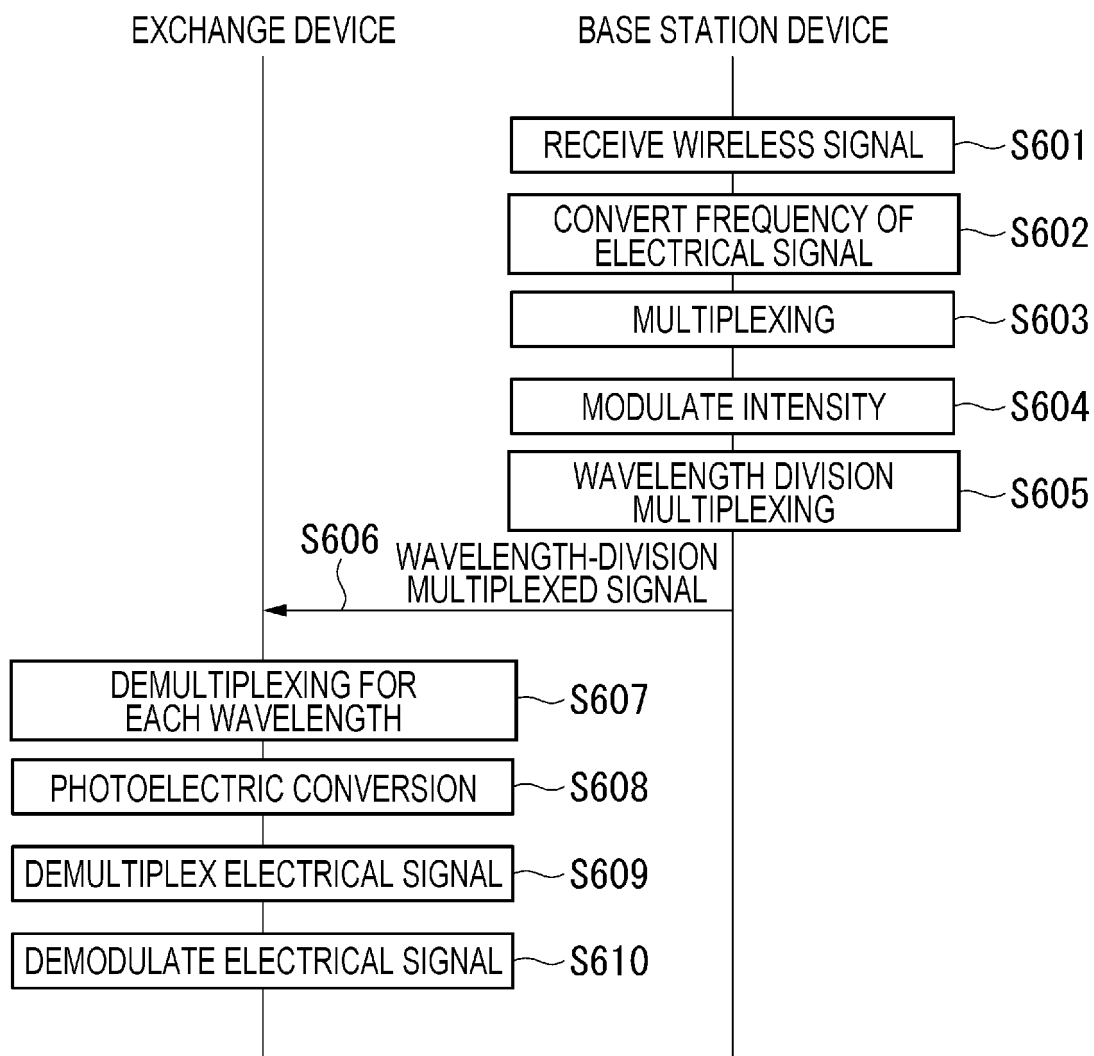 EXCHANGE DEVICE
BASE STATION DEVICE
RECEIVE WIRELESS SIGNAL
S601
CONVERT FREQUENCY OF
ELECTRICAL SIGNAL
S602
MULTIPLEXING
S603
MODULATE INTENSITY
S604
WAVELENGTH DIVISION
MULTIPLEXING
S605
S606
WAVELENGTH-DIVISION
MULTIPLEXED SIGNAL
DEMULTIPLEXING FOR
EACH WAVELENGTH
S607
PHOTOELECTRIC CONVERSION
S608
DEMULTIPLEX ELECTRICAL SIGNAL
S609
DEMODULATE ELECTRICAL SIGNAL
S610